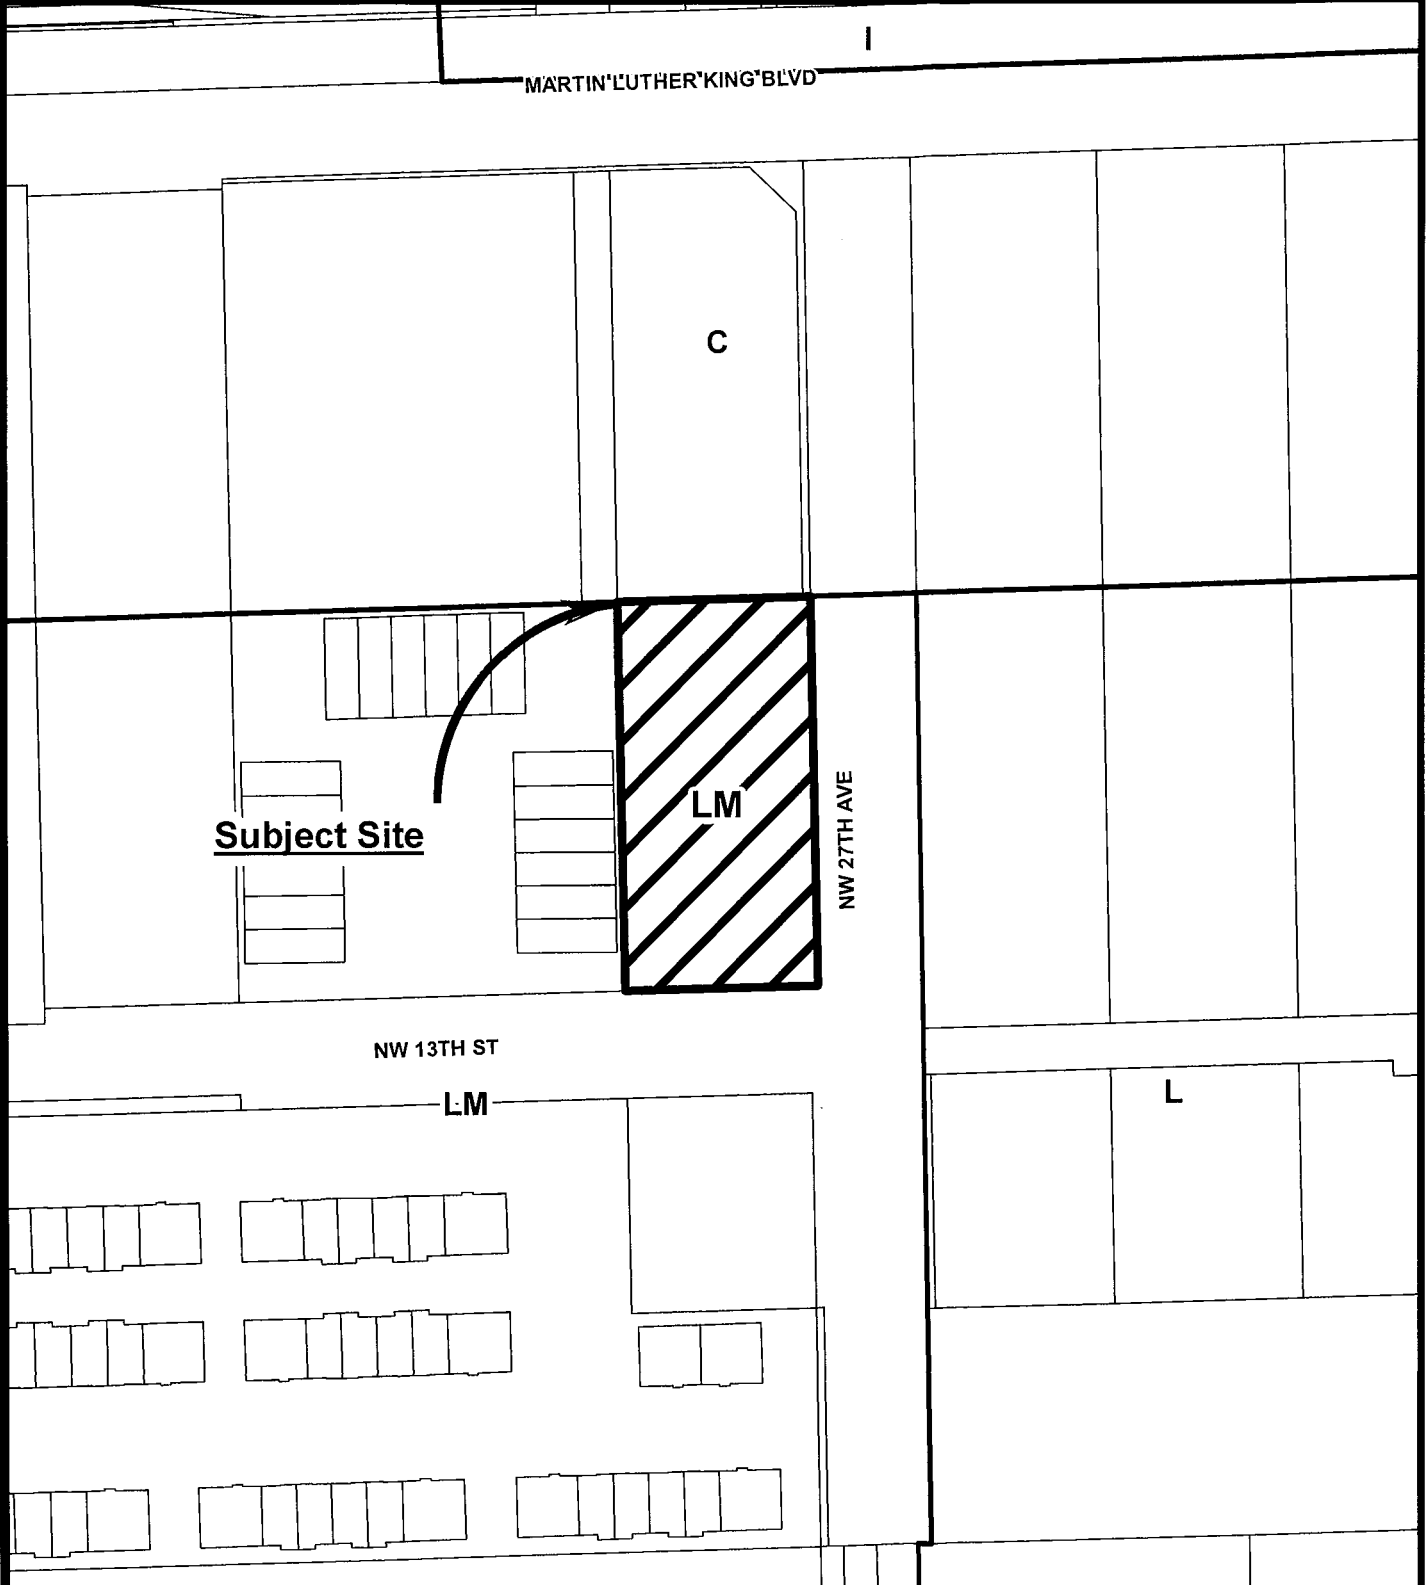 I
MARTIN LUTHER KING BLVD
C
LM
NW 27TH AVE
Subject Site
NW 13TH ST
LM
L